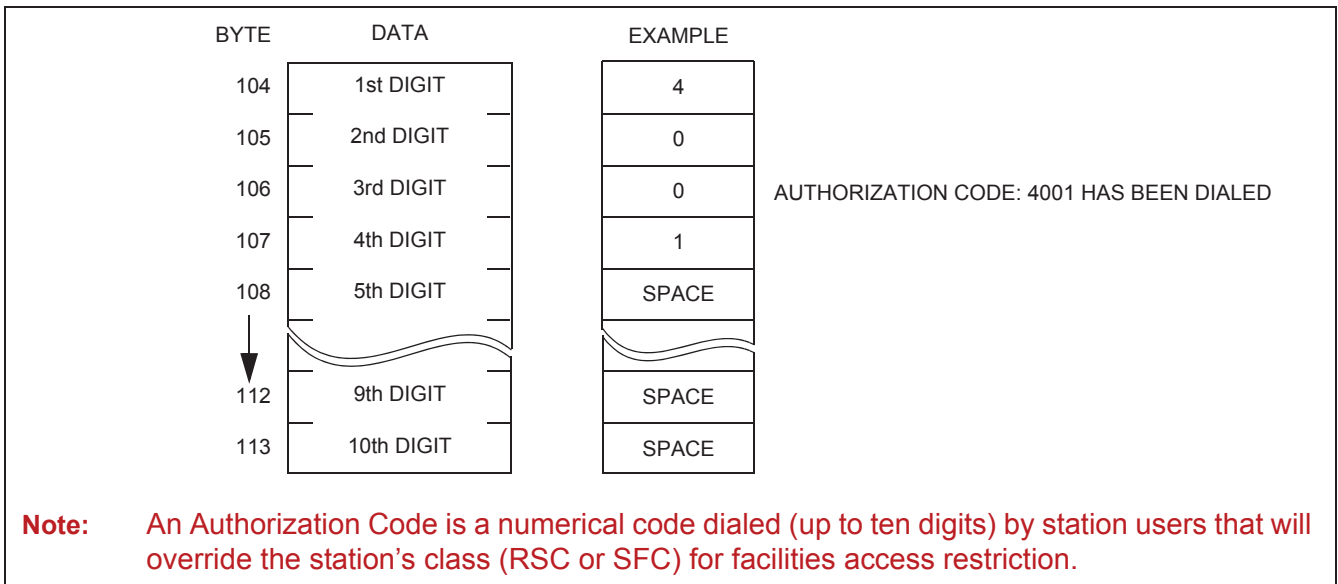 BYTE DATA EXAMPLE
104 1st DIGIT 4
105 2nd DIGIT 0
106 3rd DIGIT 0 AUTHORIZATION CODE: 4001 HAS BEEN DIALED
107 4th DIGIT 1
108 5th DIGIT SPACE
112 9th DIGIT SPACE
113 10th DIGIT SPACE
Note: An Authorization Code is a numerical code dialed (up to ten digits) by station users that will
override the station’s class (RSC or SFC) for facilities access restriction.